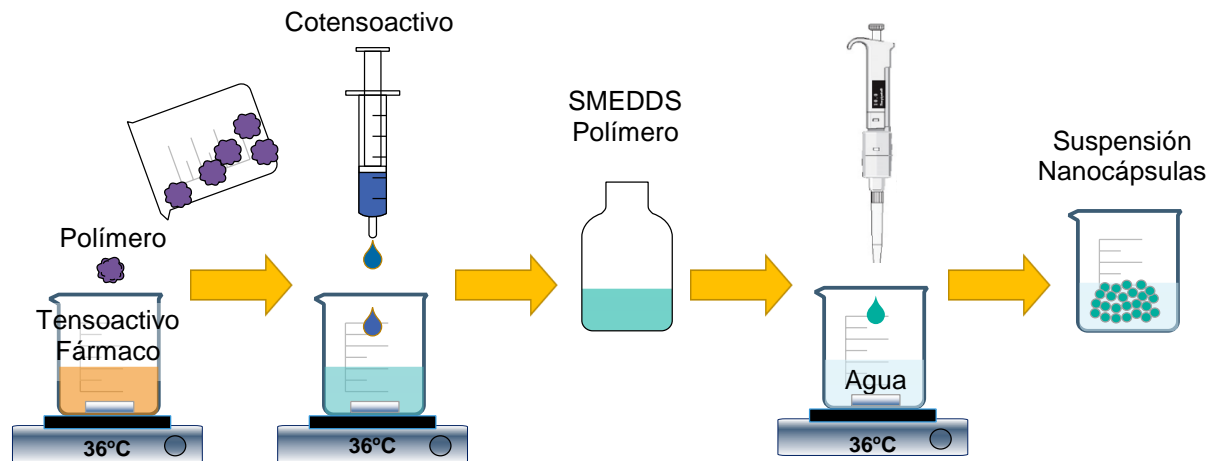 Cotensoactivo
SMEDDS
Polímero
Suspensión
Nanocápsulas
Polímero
Tensoactivo
Fármaco
Agua
36ºC
36ºC
36ºC